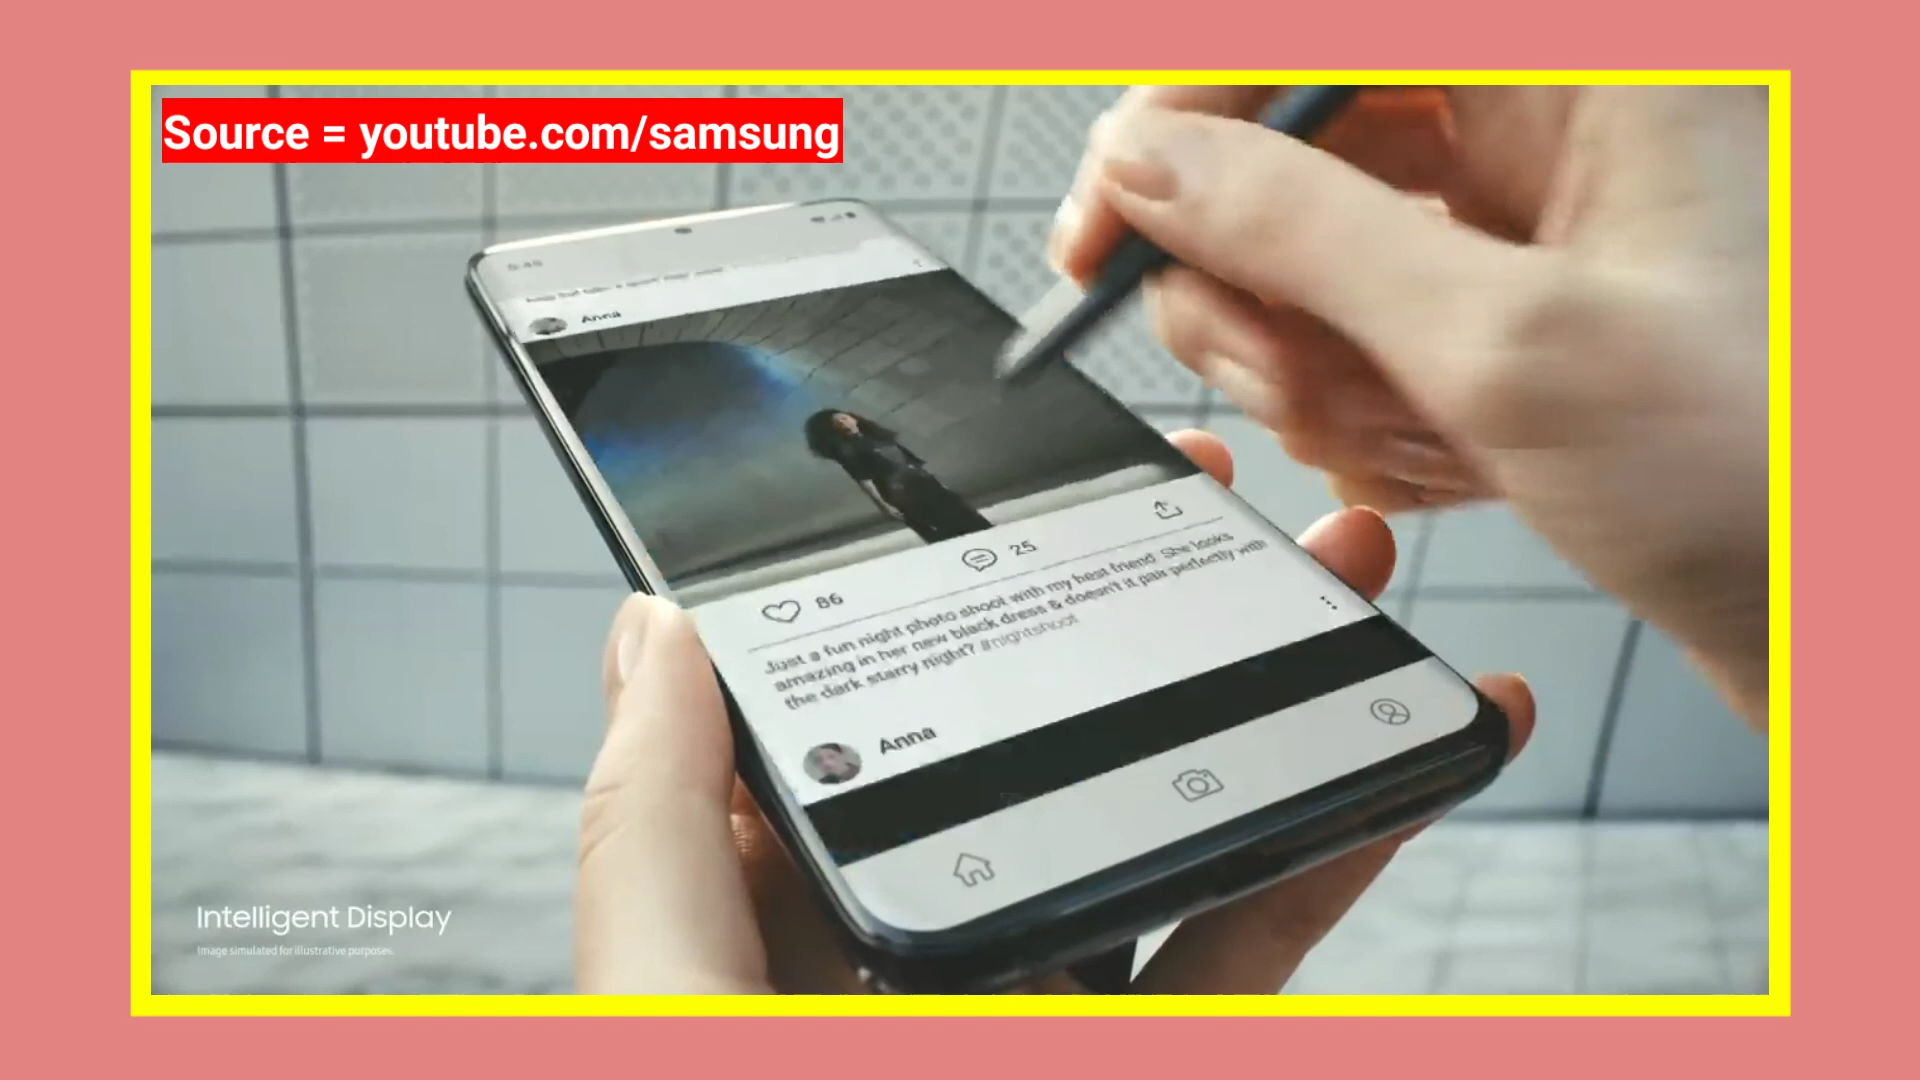 Source = youtube.com/samsung
5:45
Anna
86
25
Just a fun night photo shoot with my best friend. She looks
amazing in her new black dress & doesn't it pair perfectly with
the dark starry night? #nightshoot
Anna
Intelligent Display
Image simulated for illustrative purposes.